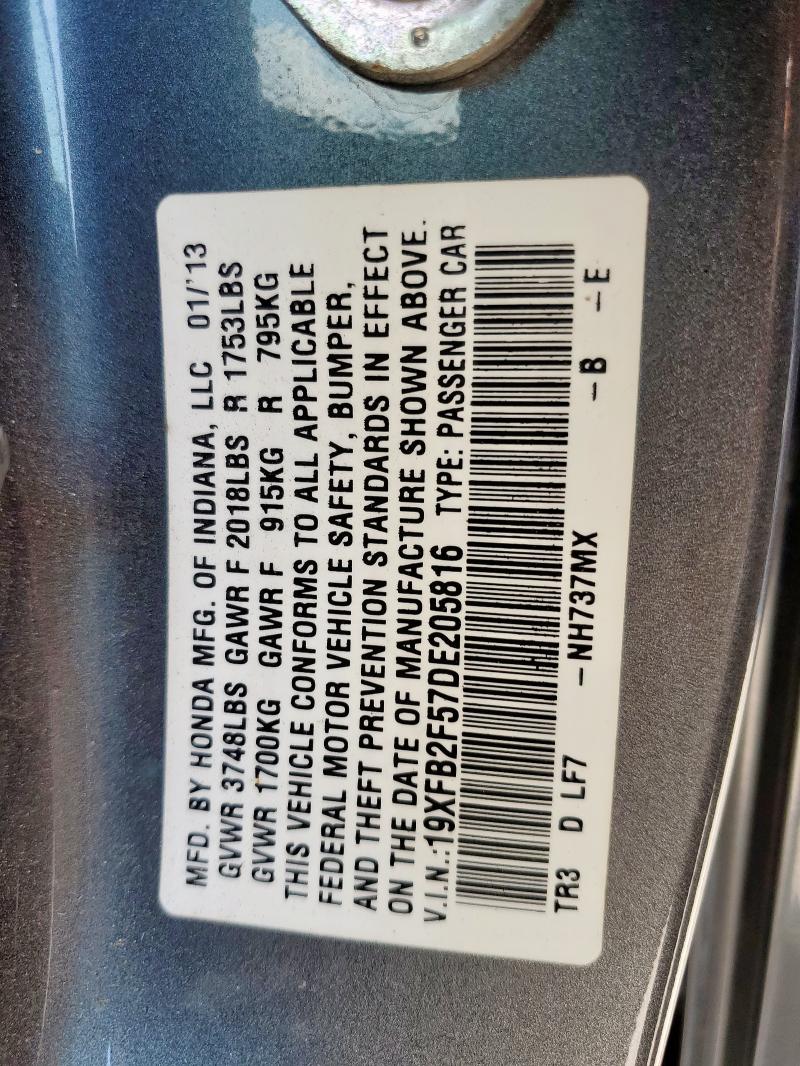 MFD. BY HONDA MFG. OF INDIANA, LLC 01/'13
GVWR 3748LBS GAWR F 2018LBS R 1753LBS
GVWR 1700KG GAWR F 915KG R 795KG
THIS VEHICLE CONFORMS TO ALL APPLICABLE
FEDERAL MOTOR VEHICLE SAFETY, BUMPER,
AND THEFT PREVENTION STANDARDS IN EFFECT
ON THE DATE OF MANUFACTURE SHOWN ABOVE.
V.I.N.:19XFB2F57DE205816 TYPE: PASSENGER CAR
TR3 D LF7 –NH737MX –B –E